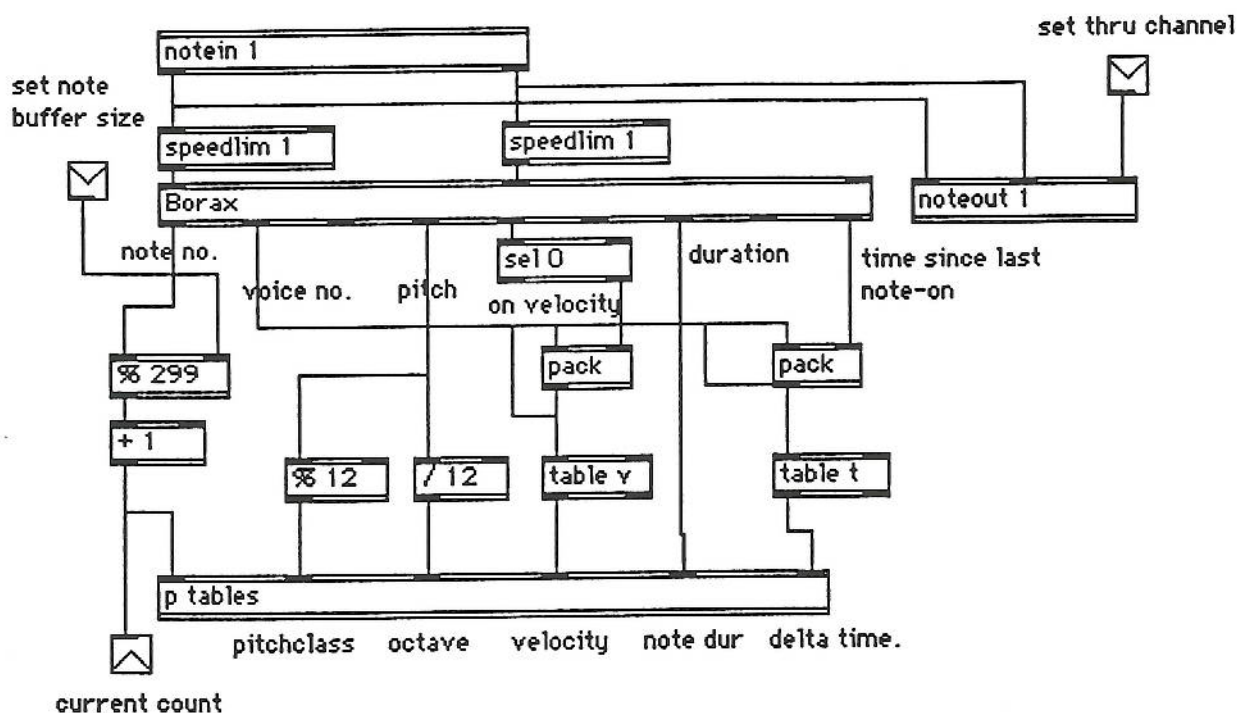 set thru channel
notein 1
set note
buffer size
speedlim 1
speedlim 1
Borax
noteout 1
note no.
voice no.
pitch
sel 0
on velocity
duration
time since last
note-on
% 299
pack
pack
+ 1
% 12
/ 12
table v
table t
p tables
pitchclass
octave
velocity
note dur
delta time.
current count